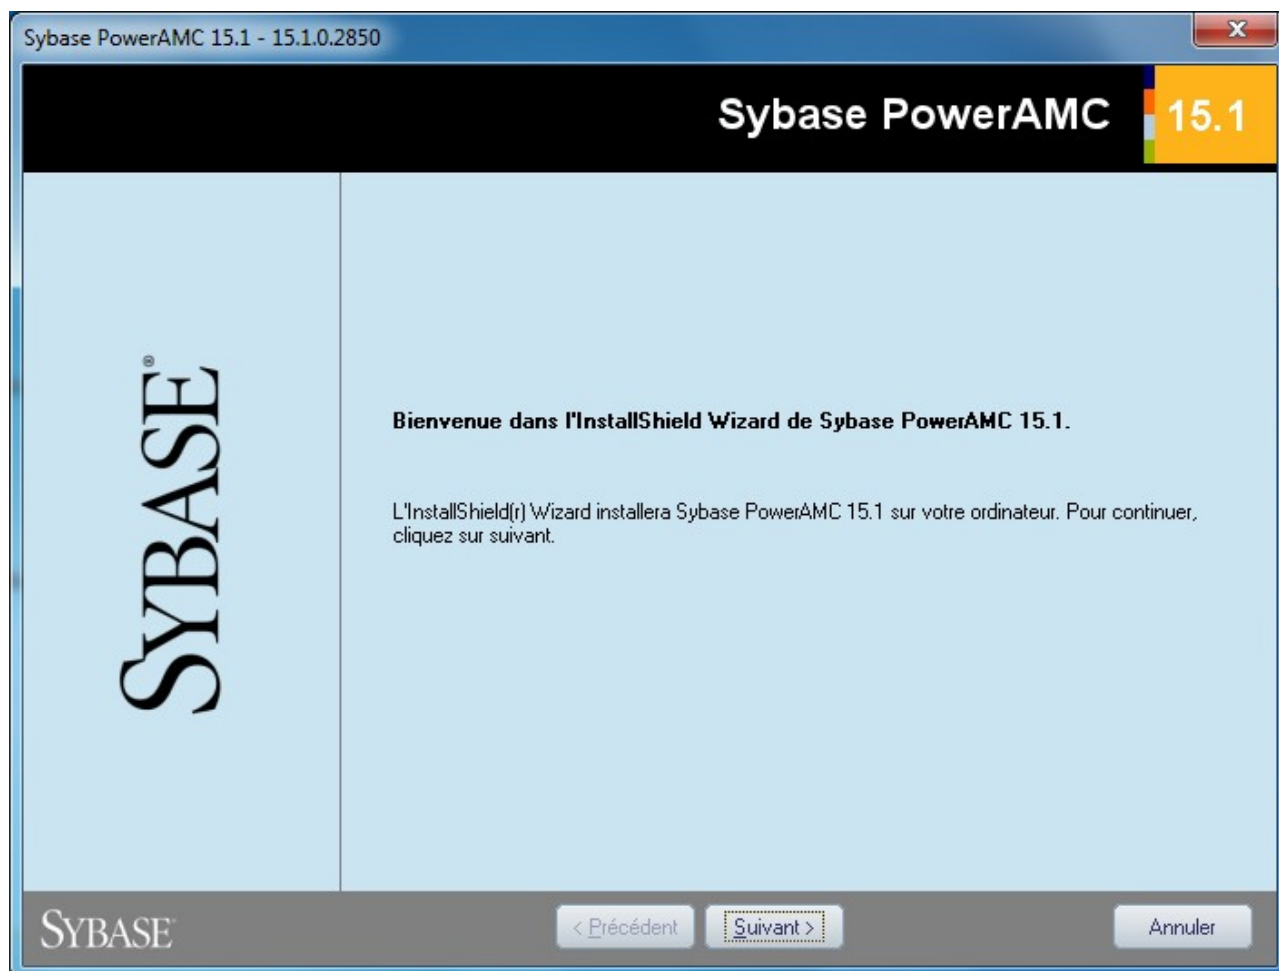 Sybase PowerAMC 15.1 - 15.1.0.2850
Sybase PowerAMC 15.1
SYBASE®
Bienvenue dans l'InstallShield Wizard de Sybase PowerAMC 15.1.
L'InstallShield(r) Wizard installera Sybase PowerAMC 15.1 sur votre ordinateur. Pour continuer,
cliquez sur suivant.
SYBASE
< Précédent Suivant > Annuler